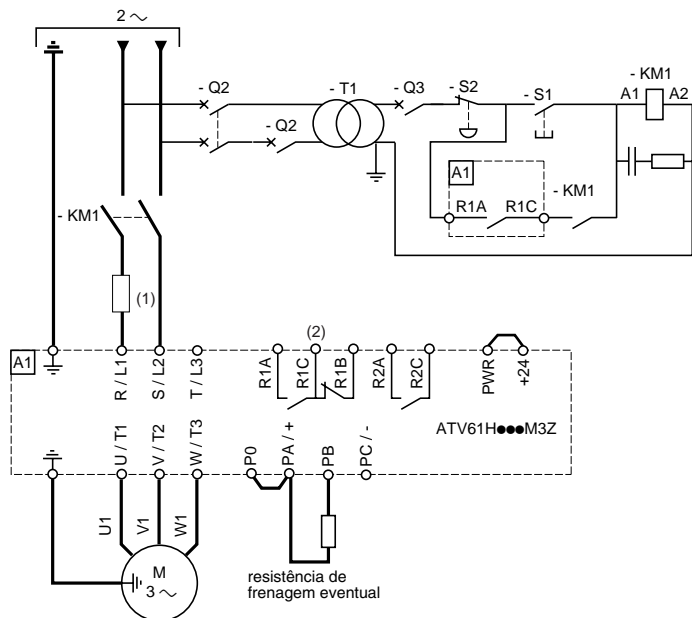 2 ~
- Q2
- T1
- Q3
- S2
- S1
- KM1
A1
A2
- Q2
A1
R1A
R1C
- KM1
- KM1
(1)
(2)
A1
R / L1
S / L2
T / L3
R1A
R1C
R1B
R2A
R2C
PWR
+24
ATV61H●●●M3Z
U / T1
V / T2
W / T3
P0
PA / +
PB
PC / -
U1
V1
W1
M
3 ~
resistência de
frenagem eventual